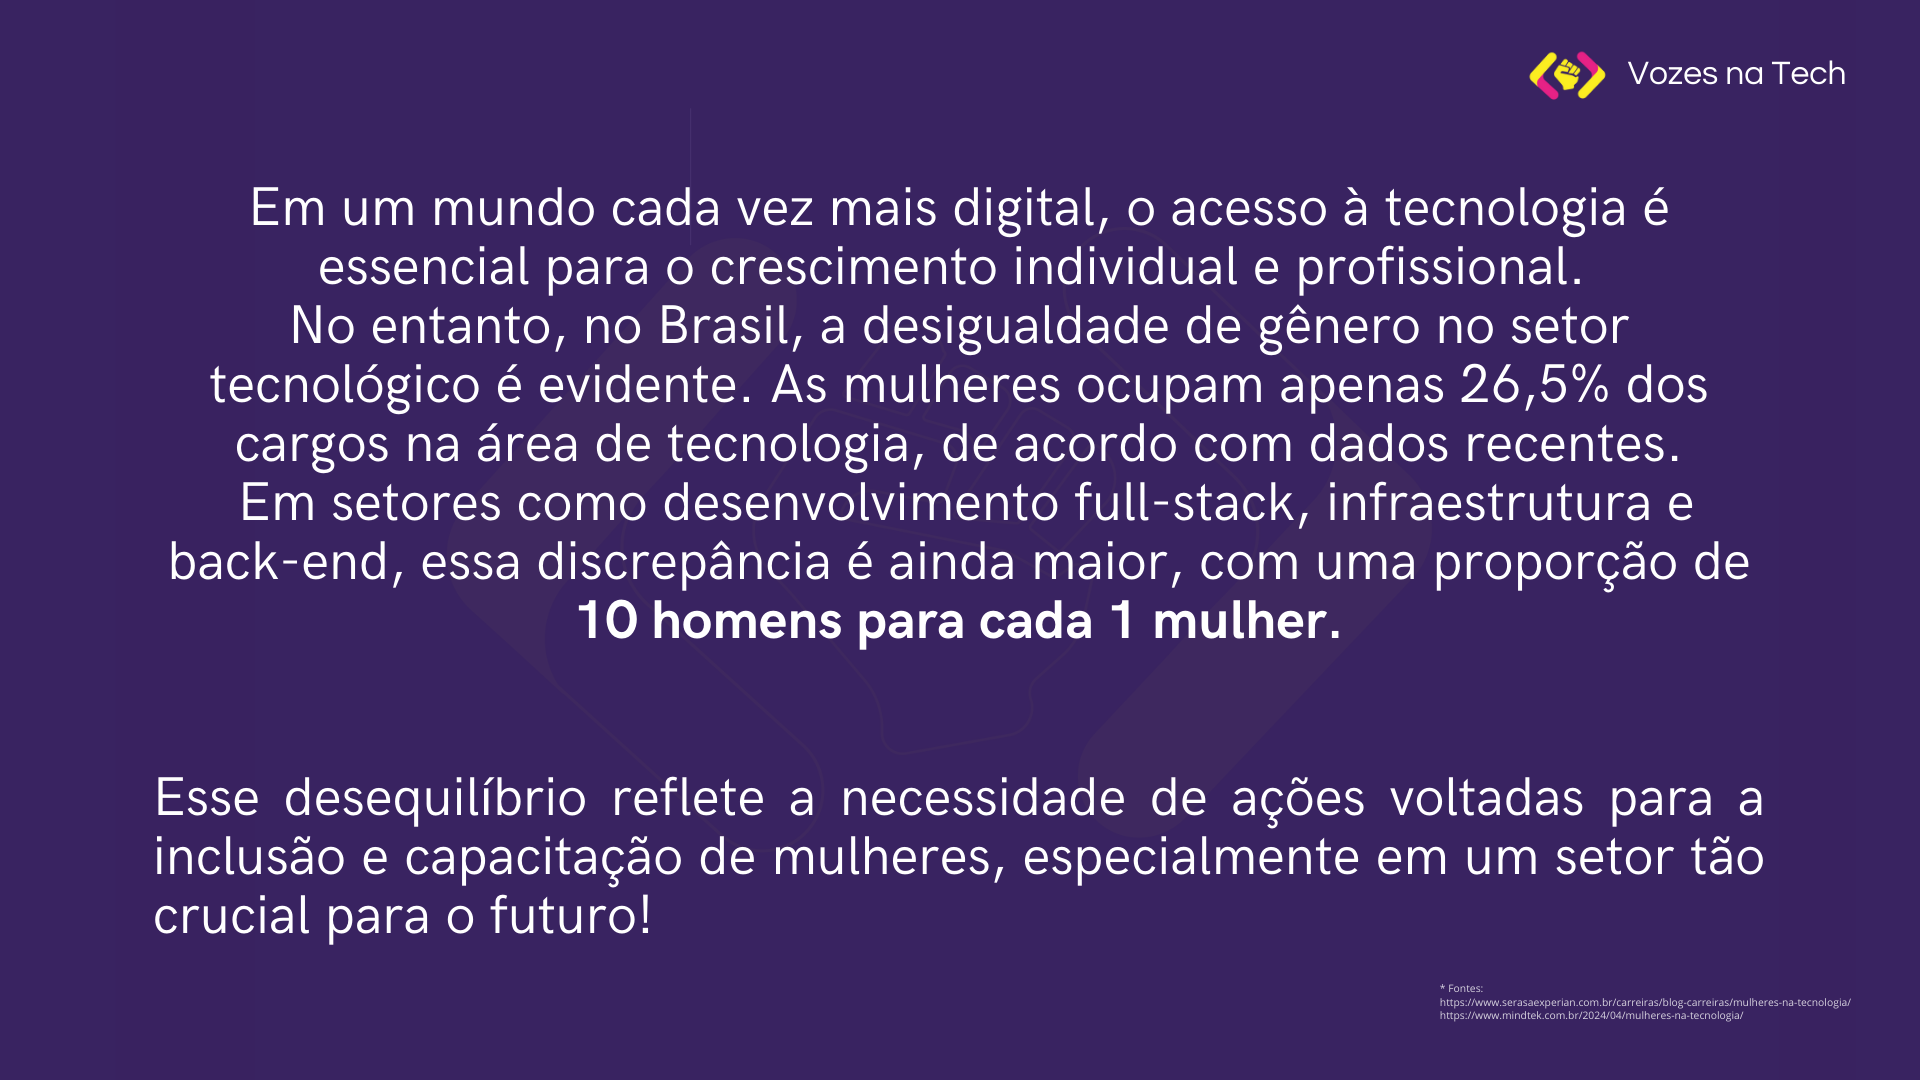 Vozes na Tech
Em um mundo cada vez mais digital, o acesso à tecnologia é
essencial para o crescimento individual e profissional.
No entanto, no Brasil, a desigualdade de gênero no setor
tecnológico é evidente. As mulheres ocupam apenas 26,5% dos
cargos na área de tecnologia, de acordo com dados recentes.
Em setores como desenvolvimento full-stack, infraestrutura e
back-end, essa discrepância é ainda maior, com uma proporção de
10 homens para cada 1 mulher.
Esse desequilíbrio reflete a necessidade de ações voltadas para a
inclusão e capacitação de mulheres, especialmente em um setor tão
crucial para o futuro!
* Fontes:
https://www.serasaexperian.com.br/carreiras/blog-carreiras/mulheres-na-tecnologia/
https://www.mindtek.com.br/2024/04/mulheres-na-tecnologia/